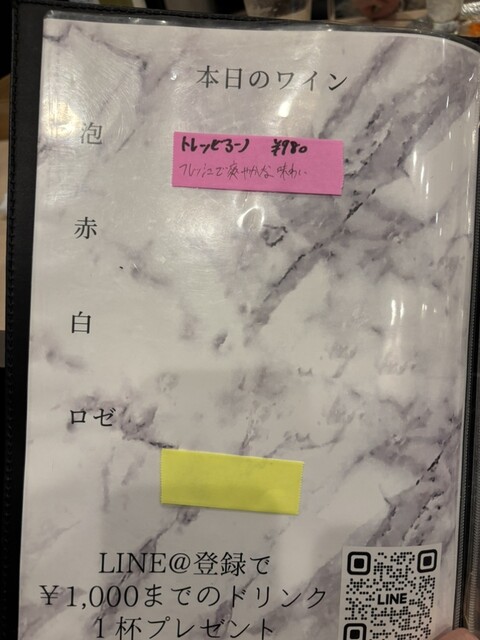 本日のワイン
泡
トレッビアーノ ¥980
フレッシュで爽やかな味わい
赤
白
ロゼ
LINE@登録で
¥1,000までのドリンク
1杯プレゼント
LINE